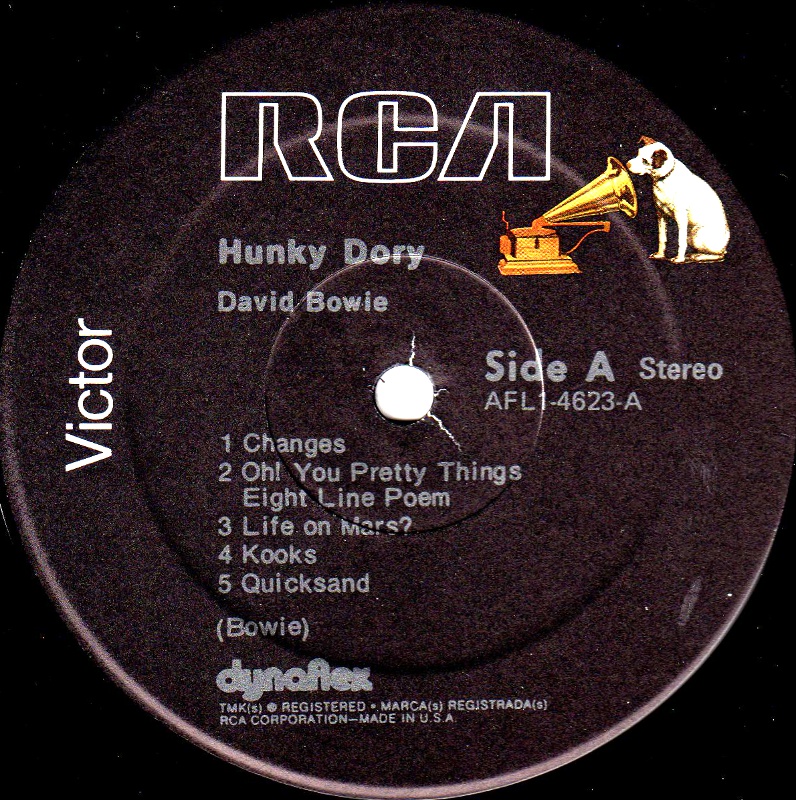 RCA
Hunky Dory
David Bowie
Victor
Side A Stereo
AFL1-4623-A
1 Changes
2 Oh! You Pretty Things
Eight Line Poem
3 Life on Mars?
4 Kooks
5 Quicksand
(Bowie)
dynaflex
TMK(s) ® REGISTERED • MARCA(s) REGISTRADA(s)
RCA CORPORATION—MADE IN U.S.A